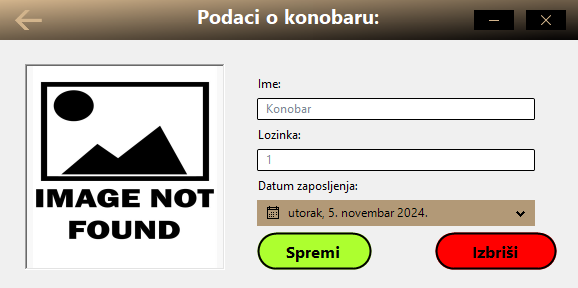 Podaci o konobaru:
Ime:
Konobar
Lozinka:
1
Datum zaposljenja:
utorak, 5. novembar 2024.
IMAGE NOT
FOUND
Spremi
Izbriši